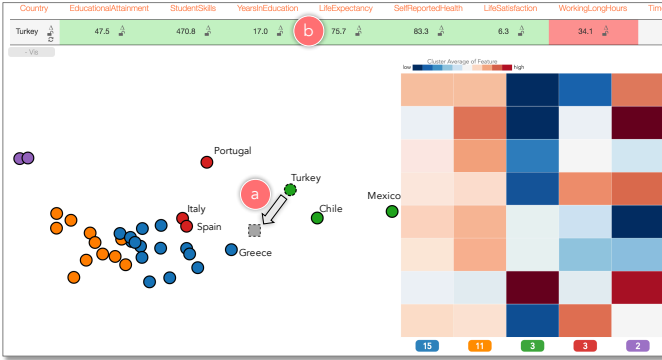 Country EducationalAttainment StudentSkills YearsInEducation LifeExpectancy SelfReportedHealth LifeSatisfaction WorkingLongHours Time
Turkey 47.5 470.8 17.0 b 75.7 83.3 6.3 34.1
- Vis
Cluster Average of Feature
low high
Portugal
a
Turkey
Mexico
Italy
Chile
Spain
Greece
15 11 3 3 2